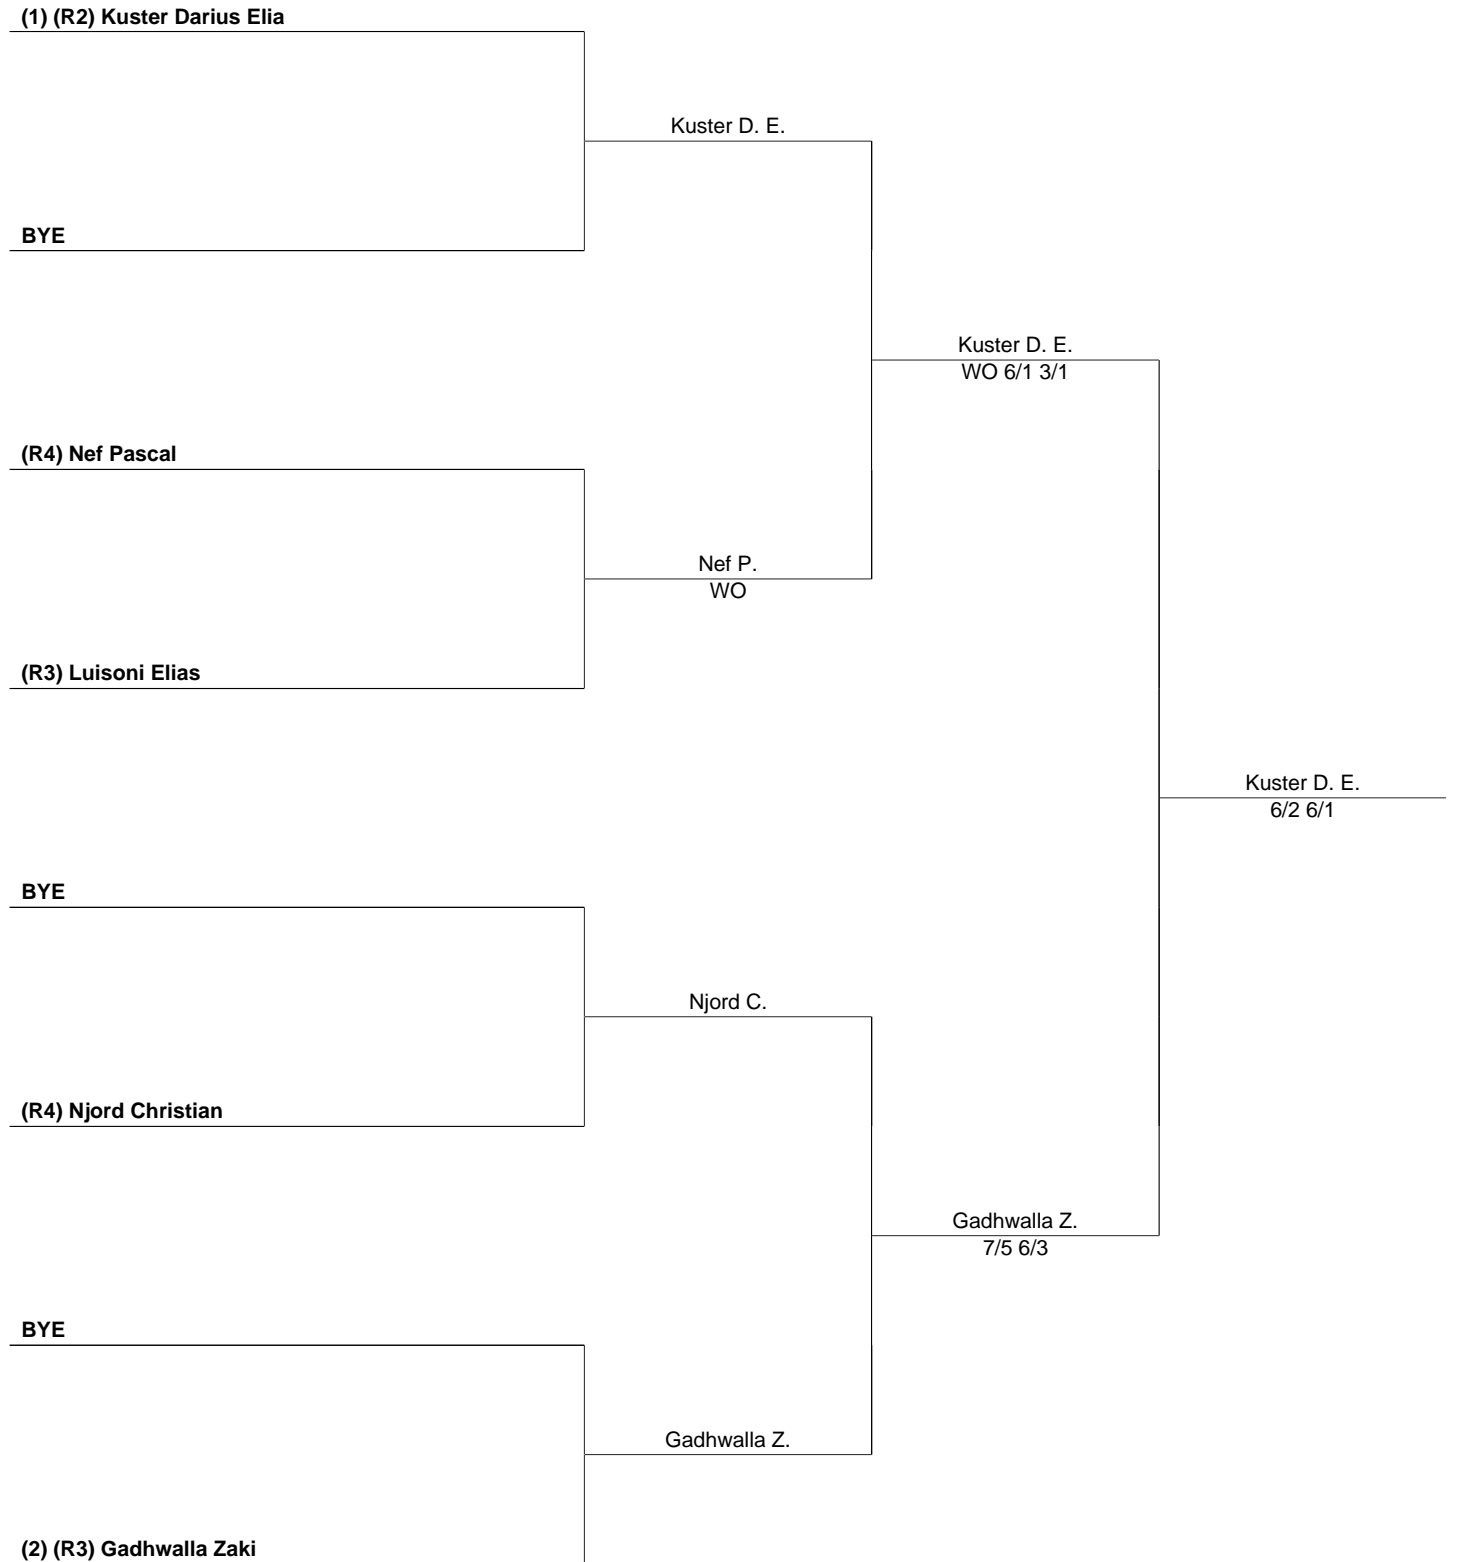 (1) (R2) Kuster Darius Elia
Kuster D. E.
BYE
Kuster D. E.
WO 6/1 3/1
(R4) Nef Pascal
Nef P.
WO
(R3) Luisoni Elias
Kuster D. E.
6/2 6/1
BYE
Njord C.
(R4) Njord Christian
Gadhwalla Z.
7/5 6/3
BYE
Gadhwalla Z.
(2) (R3) Gadhwalla Zaki